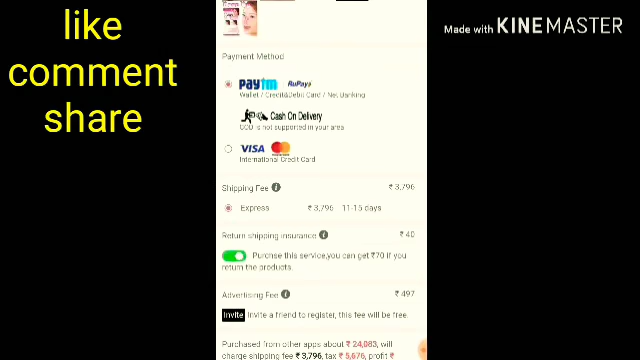 like
comment
share
Made with KINEMASTER
Payment Method
Paytm RuPay
Wallet / Credit&Debit Card / Net Banking
Cash On Delivery
COD is not supported in your area
VISA MasterCard
International Credit Card
Shipping Fee i ₹ 3,796
Express ₹ 3,796 11-15 days
Return shipping insurance i ₹ 40
Purchse this service,you can get ₹70 if you
return the products.
Advertising Fee i ₹ 497
Invite Invite a friend to register, this fee will be free.
Purchased from other apps about ₹ 24,083, will
charge shipping fee ₹ 3,796, tax ₹ 5,676, profit ₹